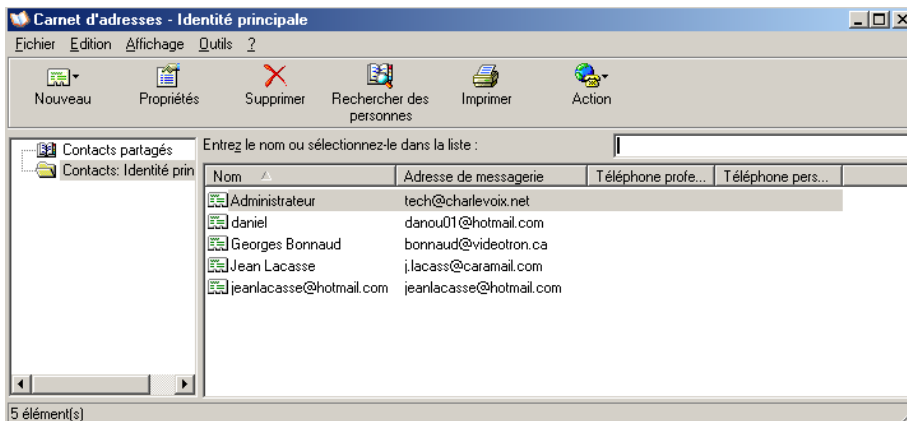 Carnet d'adresses - Identité principale
Fichier Edition Affichage Outils ?
Nouveau Propriétés Supprimer Rechercher des personnes Imprimer Action
Contacts partagés
Contacts: Identité prin
Entrez le nom ou sélectionnez-le dans la liste :
Nom Adresse de messagerie Téléphone profe... Téléphone pers...
Administrateur tech@charlevoix.net
daniel danou01@hotmail.com
Georges Bonnaud bonnaud@videotron.ca
Jean Lacasse j.lacass@caramail.com
jeanlacasse@hotmail.com jeanlacasse@hotmail.com
5 élément(s)